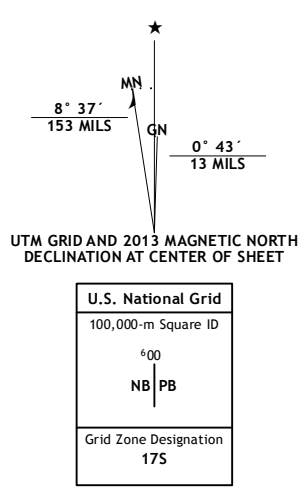 ★
MN
8° 37´
153 MILS
GN
0° 43´
13 MILS
UTM GRID AND 2013 MAGNETIC NORTH
DECLINATION AT CENTER OF SHEET
U.S. National Grid
100,000-m Square ID
⁶00
NB PB
Grid Zone Designation
17S